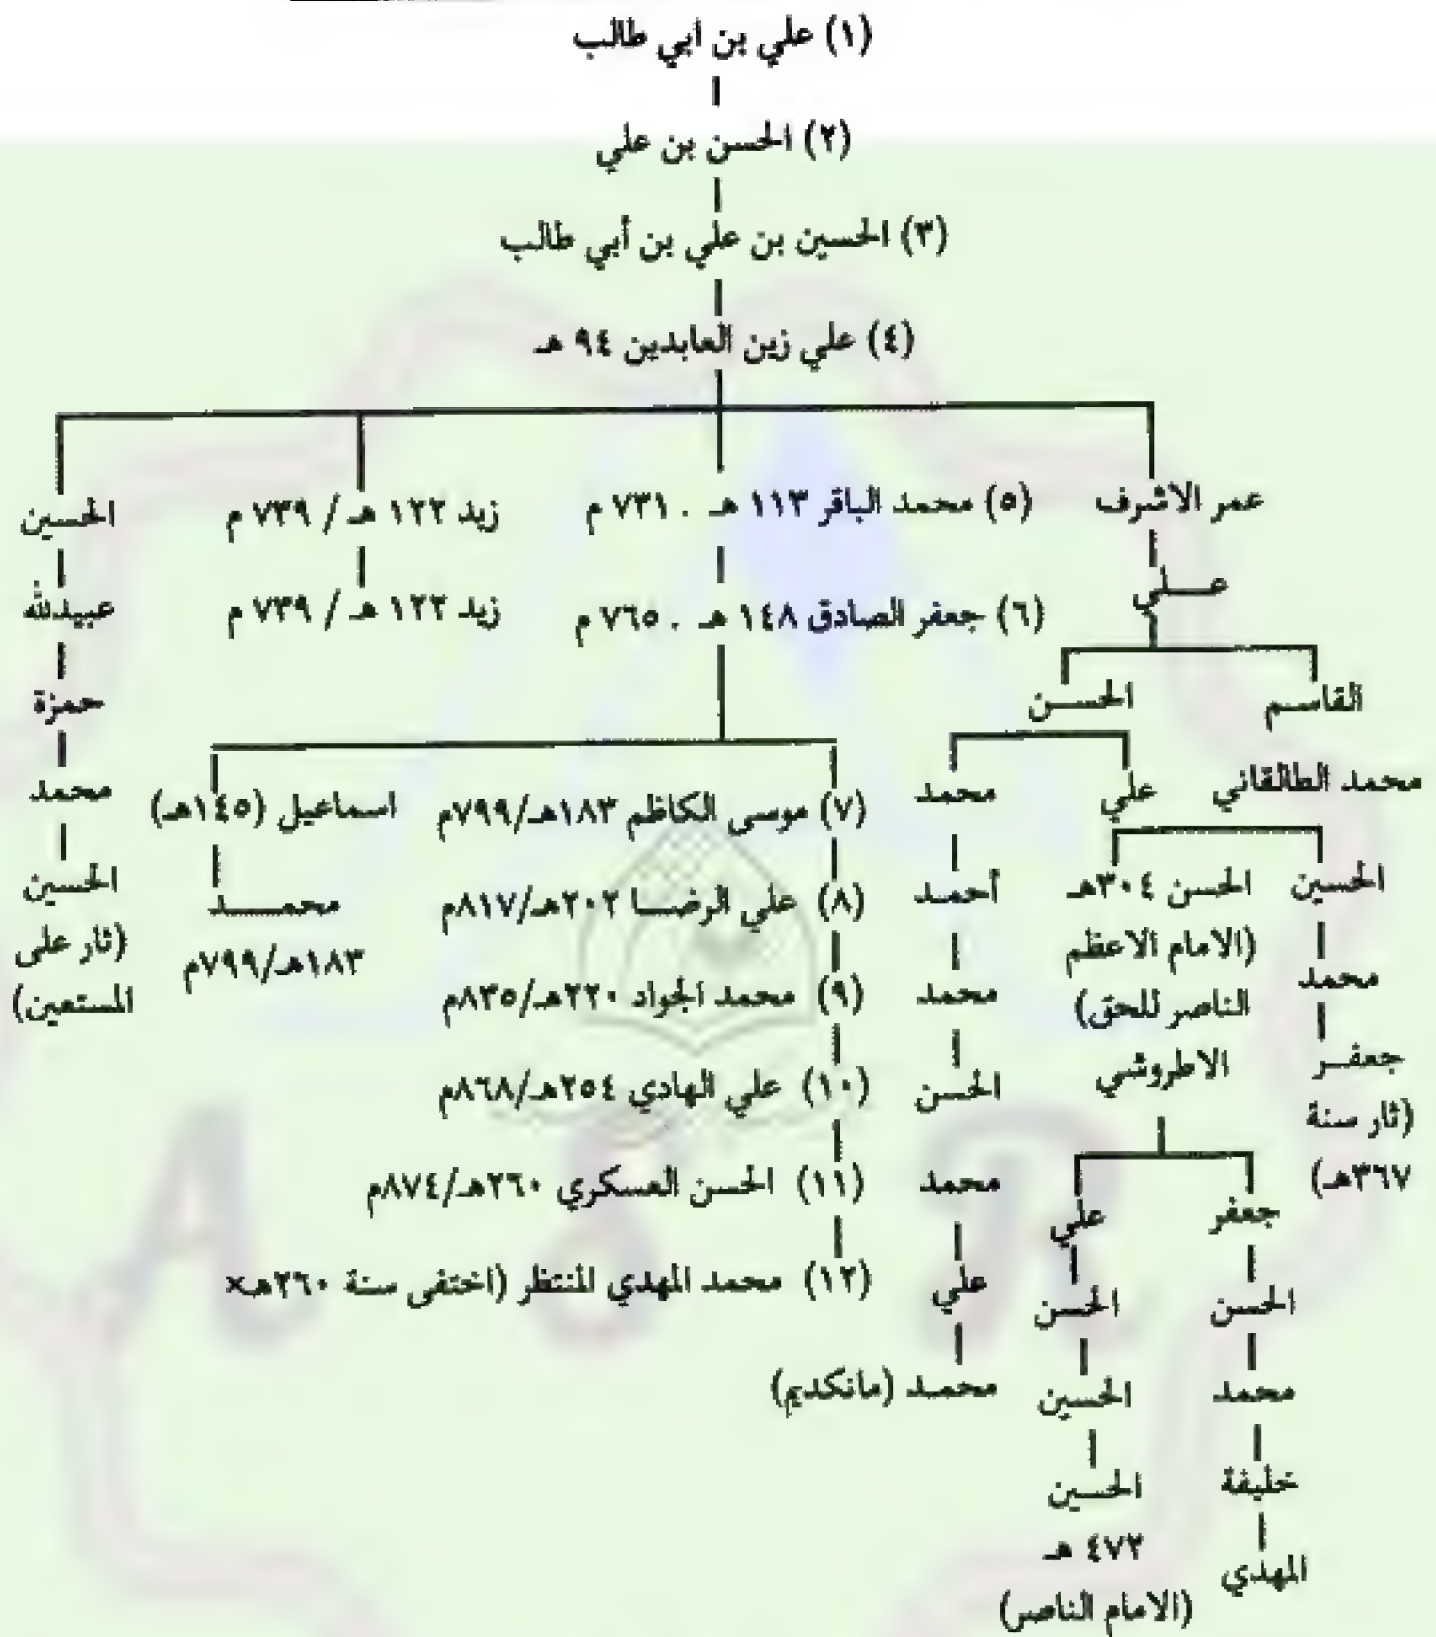 (١) علي بن ابي طالب
(٢) الحسن بن علي
(٣) الحسين بن علي بن أبي طالب
(٤) علي زين العابدين ٩٤ هـ
عمر الاشرف
(٥) محمد الباقر ١١٣ هـ . ٧٣١ م
زيد ١٢٢ هـ / ٧٣٩ م
الحسين
علي
(٦) جعفر الصادق ١٤٨ هـ . ٧٦٥ م
زيد ١٢٢ هـ / ٧٣٩ م
عبيدلله
القاسم
الحسن
حمزة
محمد الطالقاني
علي
محمد
(٧) موسى الكاظم ١٨٣هـ/٧٩٩م
اسماعيل (١٤٥هـ)
محمد
الحسين
الحسن ٣٠٤هـ
أحمد
(٨) علي الرضا ٢٠٢هـ/٨١٧م
محمد
الحسين
(الامام الاعظم
١٨٣هـ/٧٩٩م
(ثار على
محمد
الناصر للحق)
محمد
(٩) محمد الجواد ٢٢٠هـ/٨٣٥م
المستعين)
جعفر
الاطروشي
الحسن
(١٠) علي الهادي ٢٥٤هـ/٨٦٨م
(ثار سنة
٣٦٧هـ)
محمد
(١١) الحسن العسكري ٢٦٠هـ/٨٧٤م
جعفر
علي
علي
(١٢) محمد المهدي المنتظر (اختفى سنة ٢٦٠هـ×
الحسن
الحسن
محمد
الحسين
محمد (مانكديم)
خليفة
الحسين
٤٧٢ هـ
المهدي
(الامام الناصر)